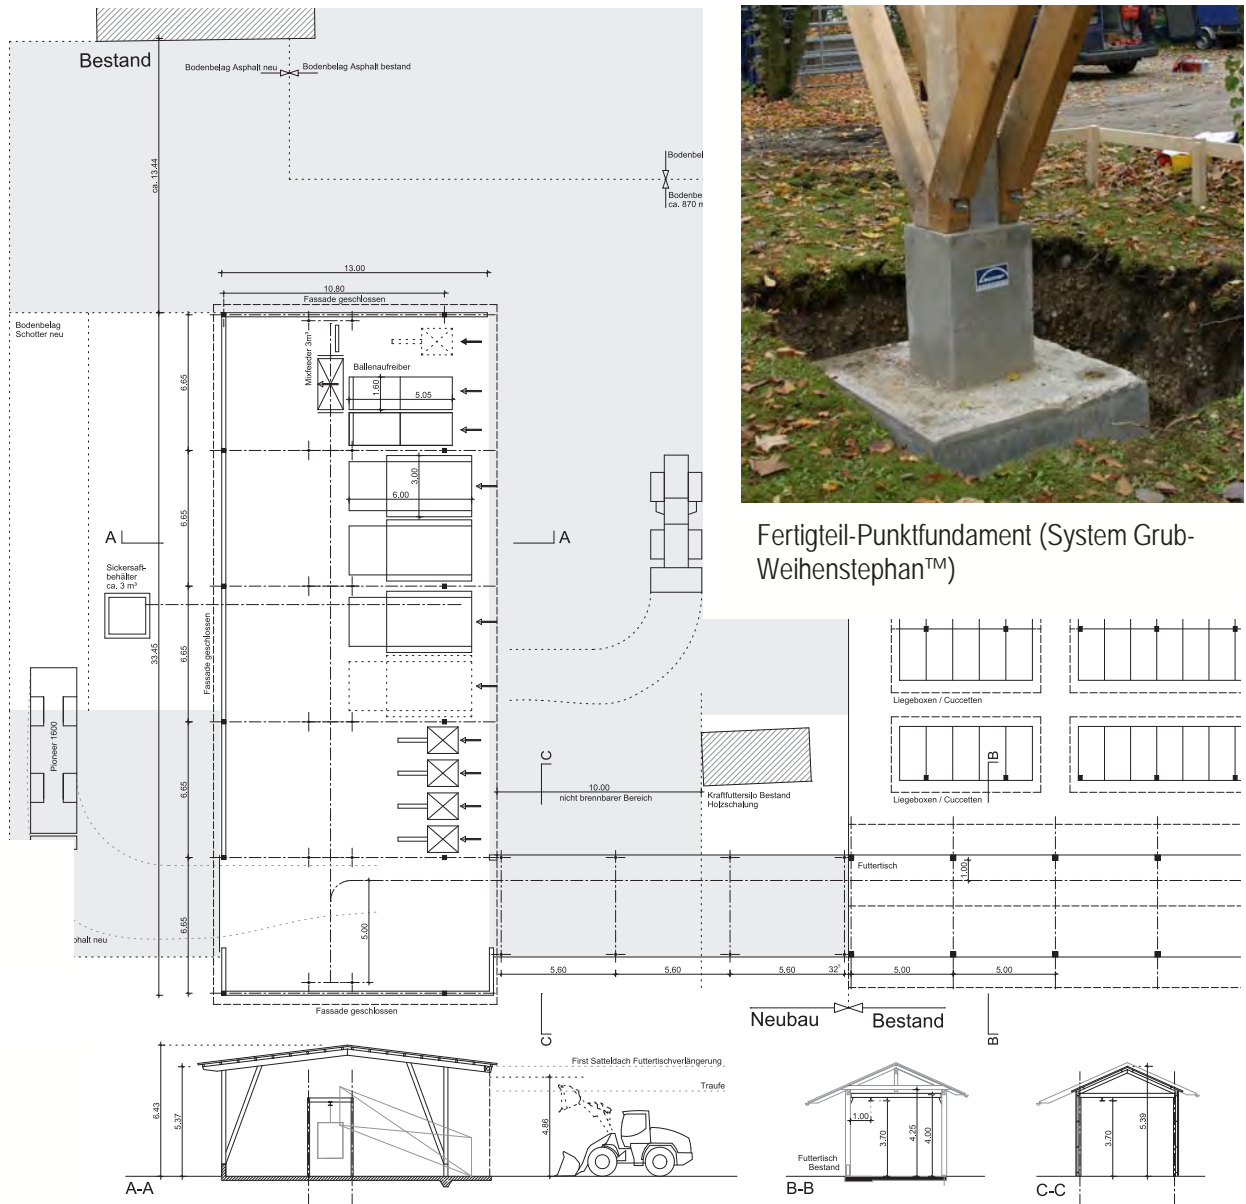 Bestand
Bodenbelag Asphalt neu
Bodenbelag Asphalt bestand
ca. 13.44
Bodenbel
Bodenbe
ca. 870 m
13.00
10.80
Fassade geschlossen
Bodenbelag
Schotter neu
Mixfeeder 3m³
Ballenaufreiber
1.60
5.05
6.65
3.00
6.00
6.65
A
A
Sickersaft-
behälter
ca. 3 m³
Fassade geschlossen
33.45
6.65
Pioneer 1600
C
10.00
nicht brennbarer Bereich
Kraftfuttersilo Bestand
Holzschalung
6.65
6.65
5.00
phalt neu
Fassade geschlossen
Fertigteil-Punktfundament (System Grub-
Weihenstephan™)
Liegeboxen / Cuccetten
B
Liegeboxen / Cuccetten
Futtertisch
1.00
5.60
5.60
5.60
32⁵
5.00
5.00
Neubau
Bestand
C
B
First Satteldach Futtertischverlängerung
Traufe
6.43
5.37
4.86
A-A
1.00
3.70
4.25
4.00
Futtertisch
Bestand
B-B
3.70
5.39
C-C